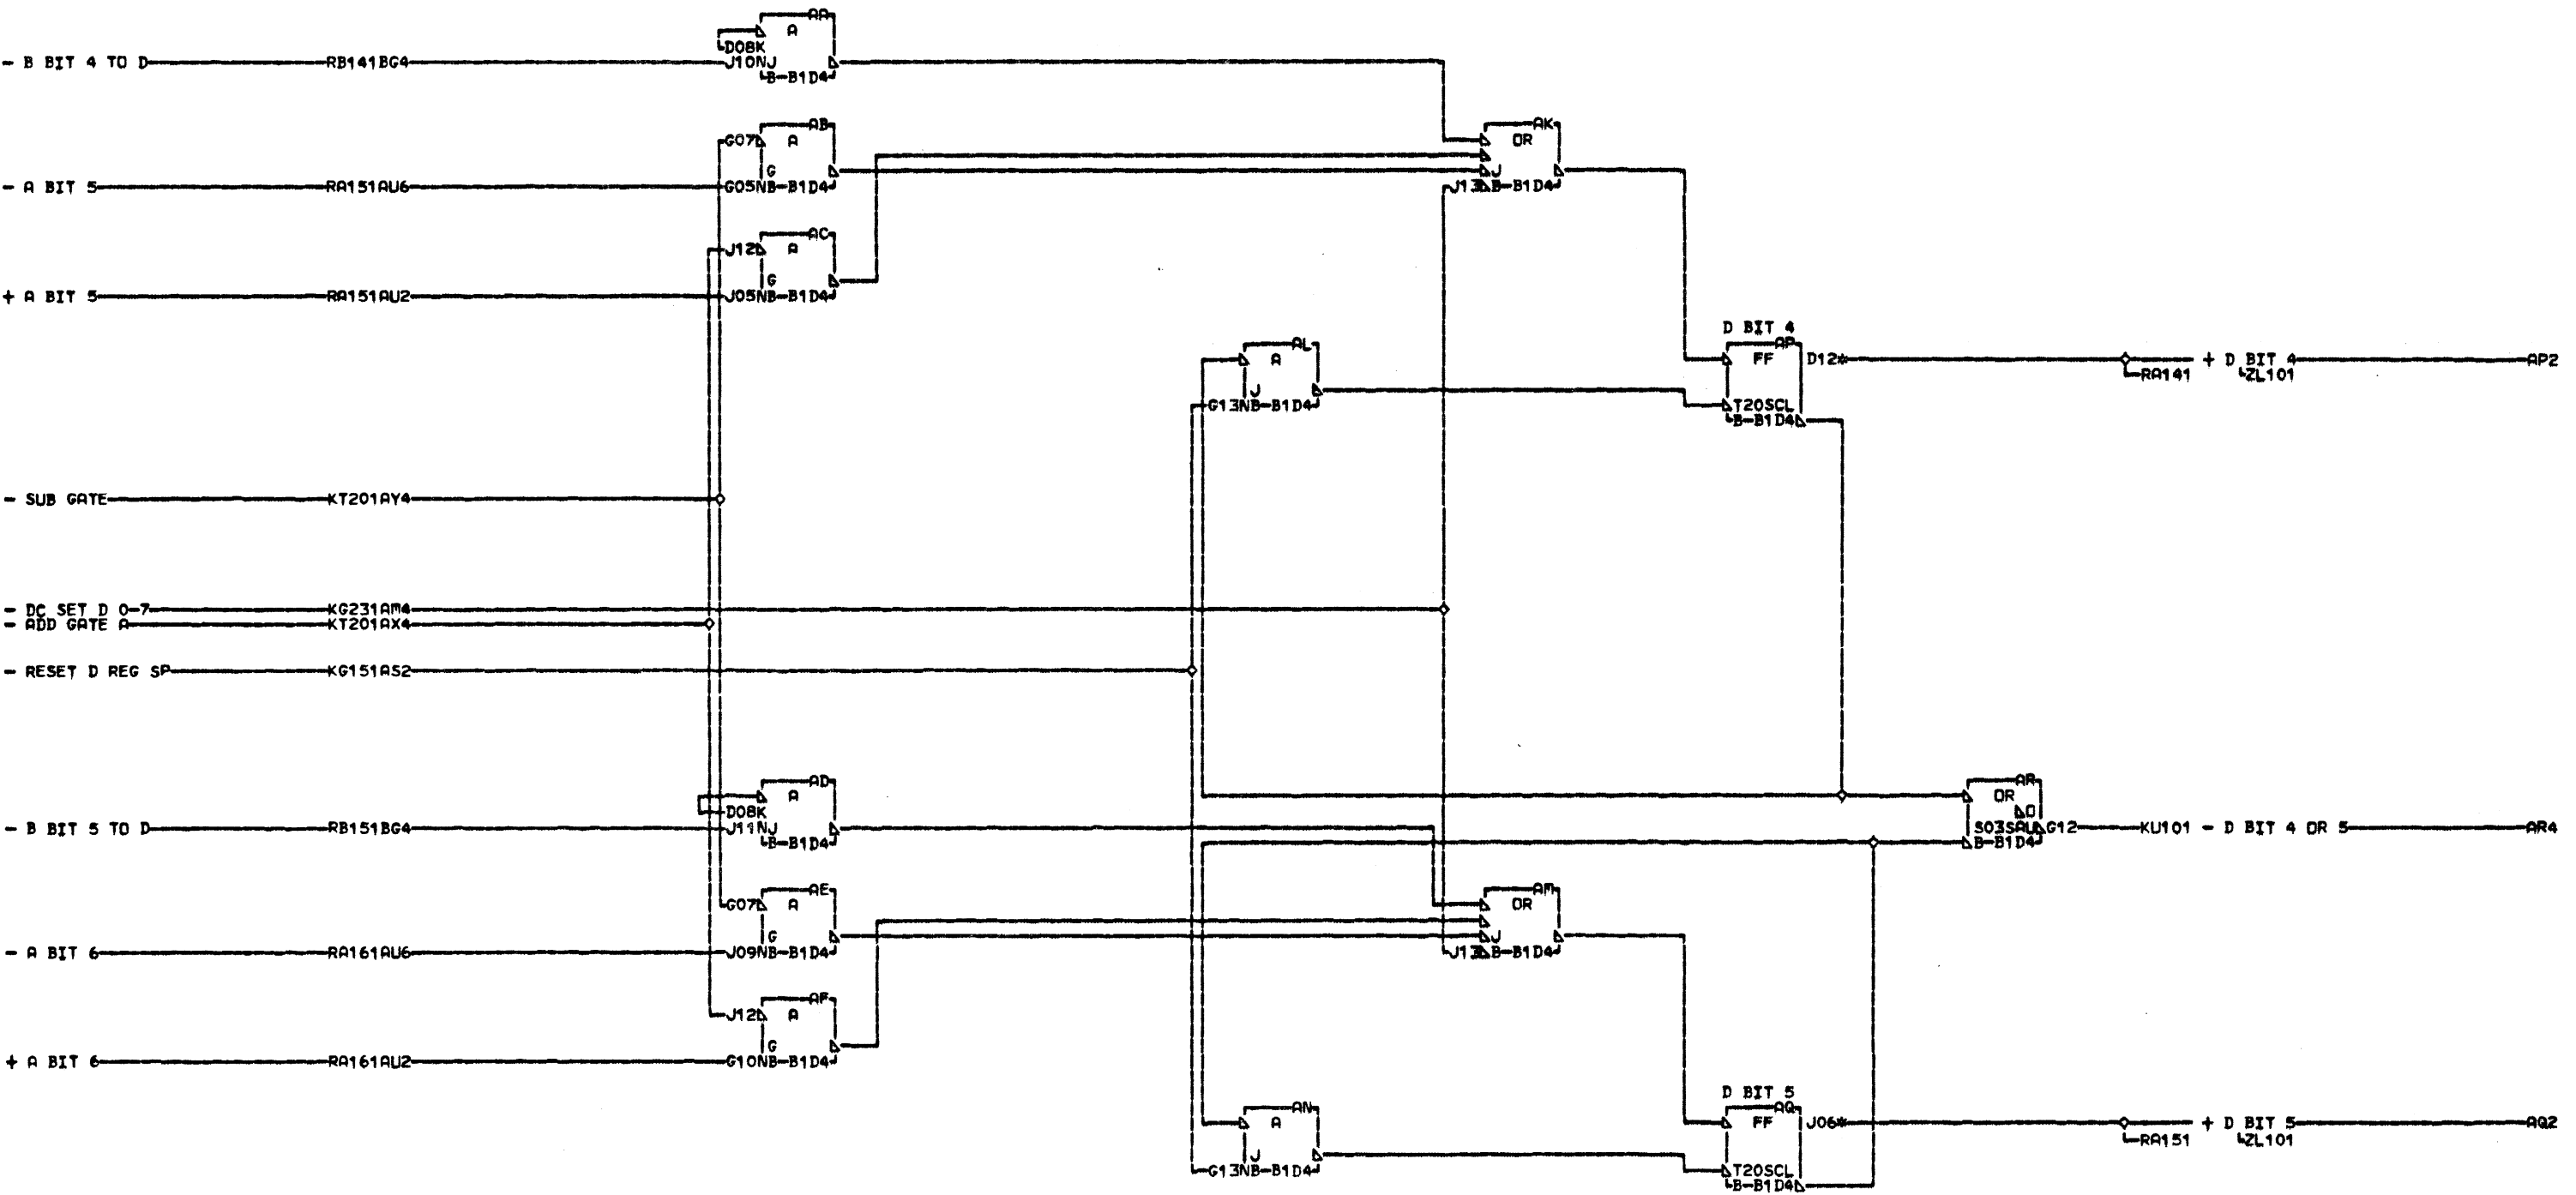 AA
A
D08K
- B BIT 4 TO D RB141BG4 J10NJ
B-B1D4
AB
G07 A
G
- A BIT 5 RA151AU6 G05NB-B1D4
AK
OR
J
J13 B-B1D4
AC
J12 A
G
+ A BIT 5 RA151AU2 J05NB-B1D4
D BIT 4
AL
A
J
G13NB-B1D4
AP
FF D12* + D BIT 4 AP2
RA141 ZL101
T20SCL
B-B1D4
- SUB GATE KT201AY4
- DC SET D 0-7 KG231AM4
- ADD GATE A KT201AX4
- RESET D REG SP KG151AS2
AD
A
D08K
- B BIT 5 TO D RB151BG4 J11NJ
B-B1D4
AR
OR
O
S03SAU G12 KU101 - D BIT 4 OR 5 AR4
B-B1D4
AE
G07 A
G
- A BIT 6 RA161AU6 J09NB-B1D4
AM
OR
J
J13 B-B1D4
AF
J12 A
G
+ A BIT 6 RA161AU2 G10NB-B1D4
D BIT 5
AN
A
J
G13NB-B1D4
AQ
FF J06* + D BIT 5 AQ2
RA151 ZL101
T20SCL
B-B1D4